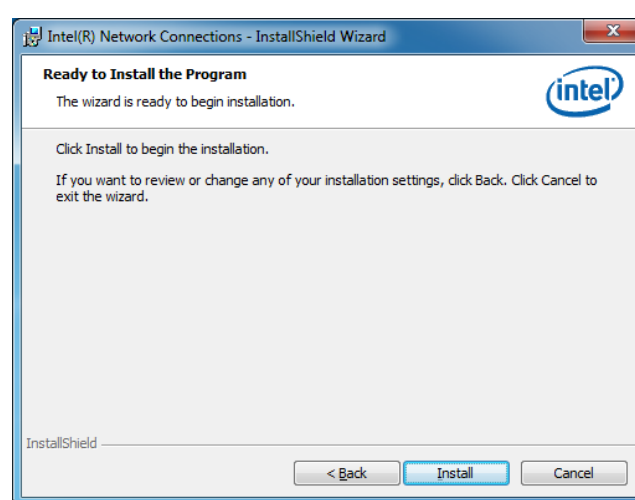 Intel(R) Network Connections - InstallShield Wizard
Ready to Install the Program
The wizard is ready to begin installation.
intel
Click Install to begin the installation.
If you want to review or change any of your installation settings, click Back. Click Cancel to
exit the wizard.
InstallShield
< Back Install Cancel